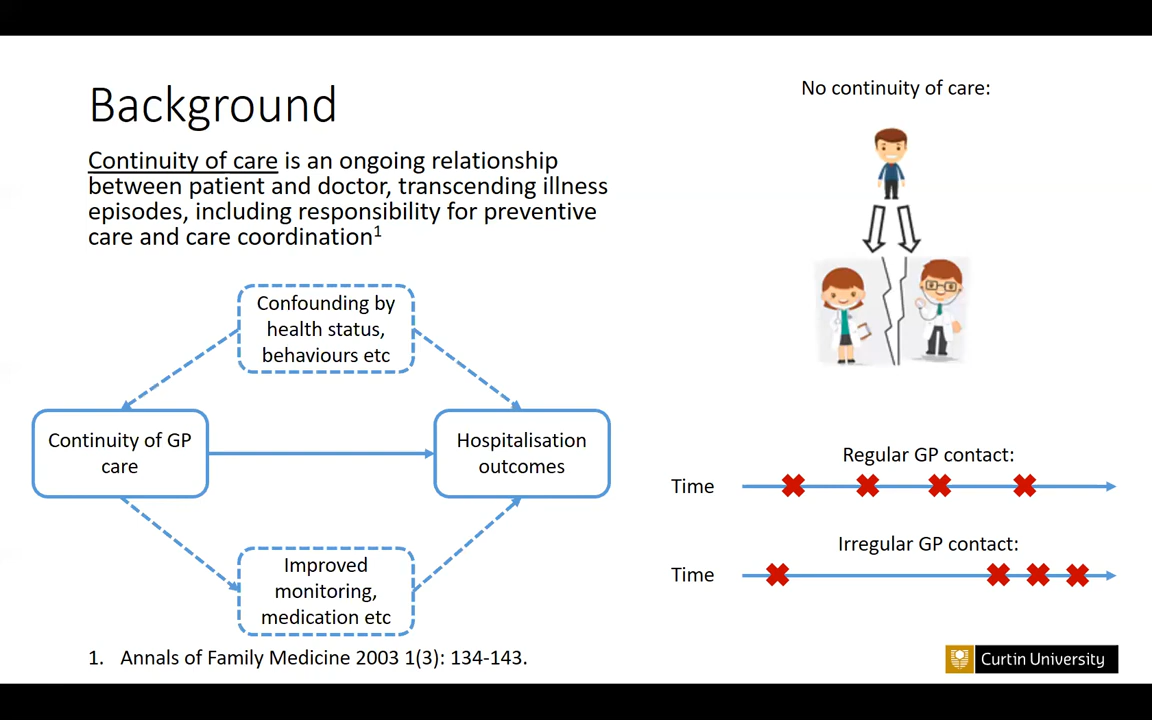 Background
Continuity of care is an ongoing relationship
between patient and doctor, transcending illness
episodes, including responsibility for preventive
care and care coordination1
Confounding by
health status,
behaviours etc
Continuity of GP
care
Hospitalisation
outcomes
Improved
monitoring,
medication etc
1. Annals of Family Medicine 2003 1(3): 134-143.
No continuity of care:
Regular GP contact:
Time
Irregular GP contact:
Time
Curtin University